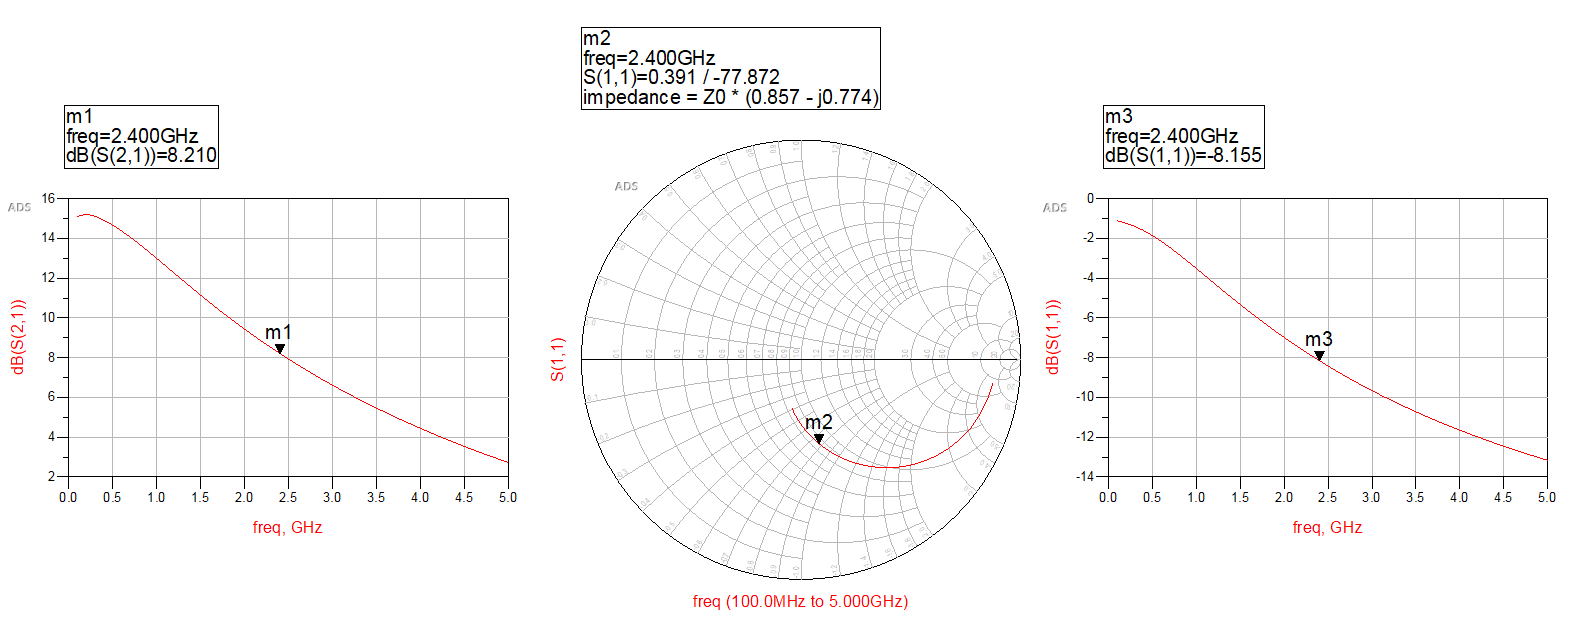 m1
freq=2.400GHz
dB(S(2,1))=8.210
ADS
dB(S(2,1))
16
14
12
10
8
6
4
2
m1
0.0 0.5 1.0 1.5 2.0 2.5 3.0 3.5 4.0 4.5 5.0
freq, GHz
m2
freq=2.400GHz
S(1,1)=0.391 / -77.872
impedance = Z0 * (0.857 - j0.774)
ADS
S(1,1)
m2
freq (100.0MHz to 5.000GHz)
m3
freq=2.400GHz
dB(S(1,1))=-8.155
ADS
dB(S(1,1))
0
-2
-4
-6
-8
-10
-12
-14
m3
0.0 0.5 1.0 1.5 2.0 2.5 3.0 3.5 4.0 4.5 5.0
freq, GHz